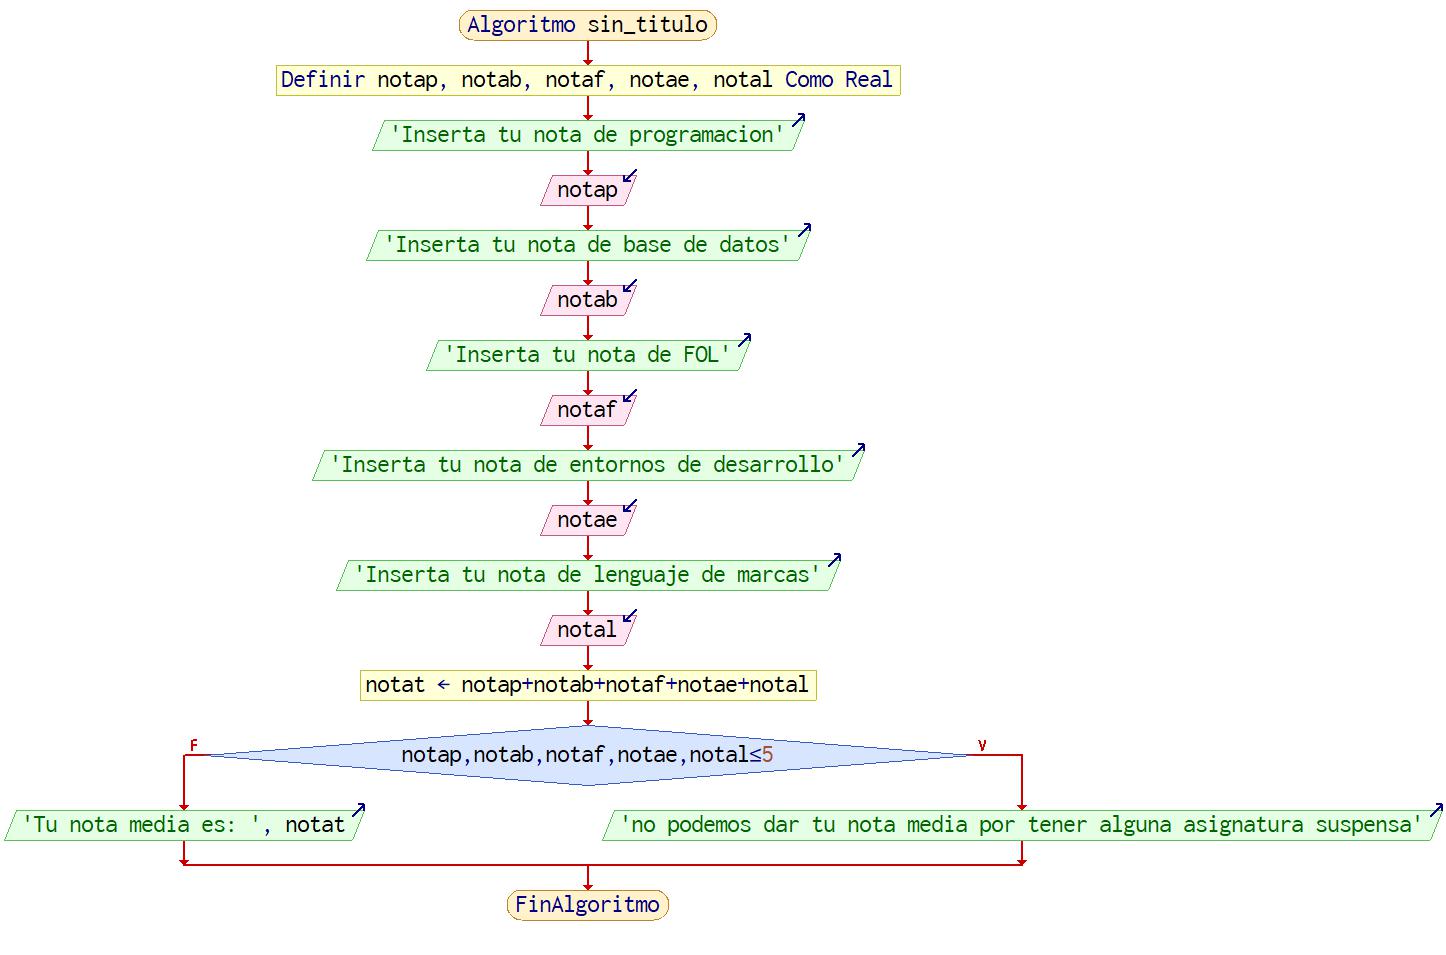 Algoritmo sin_titulo
Definir notap, notab, notaf, notae, notal Como Real
'Inserta tu nota de programacion'
notap
'Inserta tu nota de base de datos'
notab
'Inserta tu nota de FOL'
notaf
'Inserta tu nota de entornos de desarrollo'
notae
'Inserta tu nota de lenguaje de marcas'
notal
notat ← notap+notab+notaf+notae+notal
F
notap,notab,notaf,notae,notal≤5
V
'Tu nota media es: ', notat
'no podemos dar tu nota media por tener alguna asignatura suspensa'
FinAlgoritmo